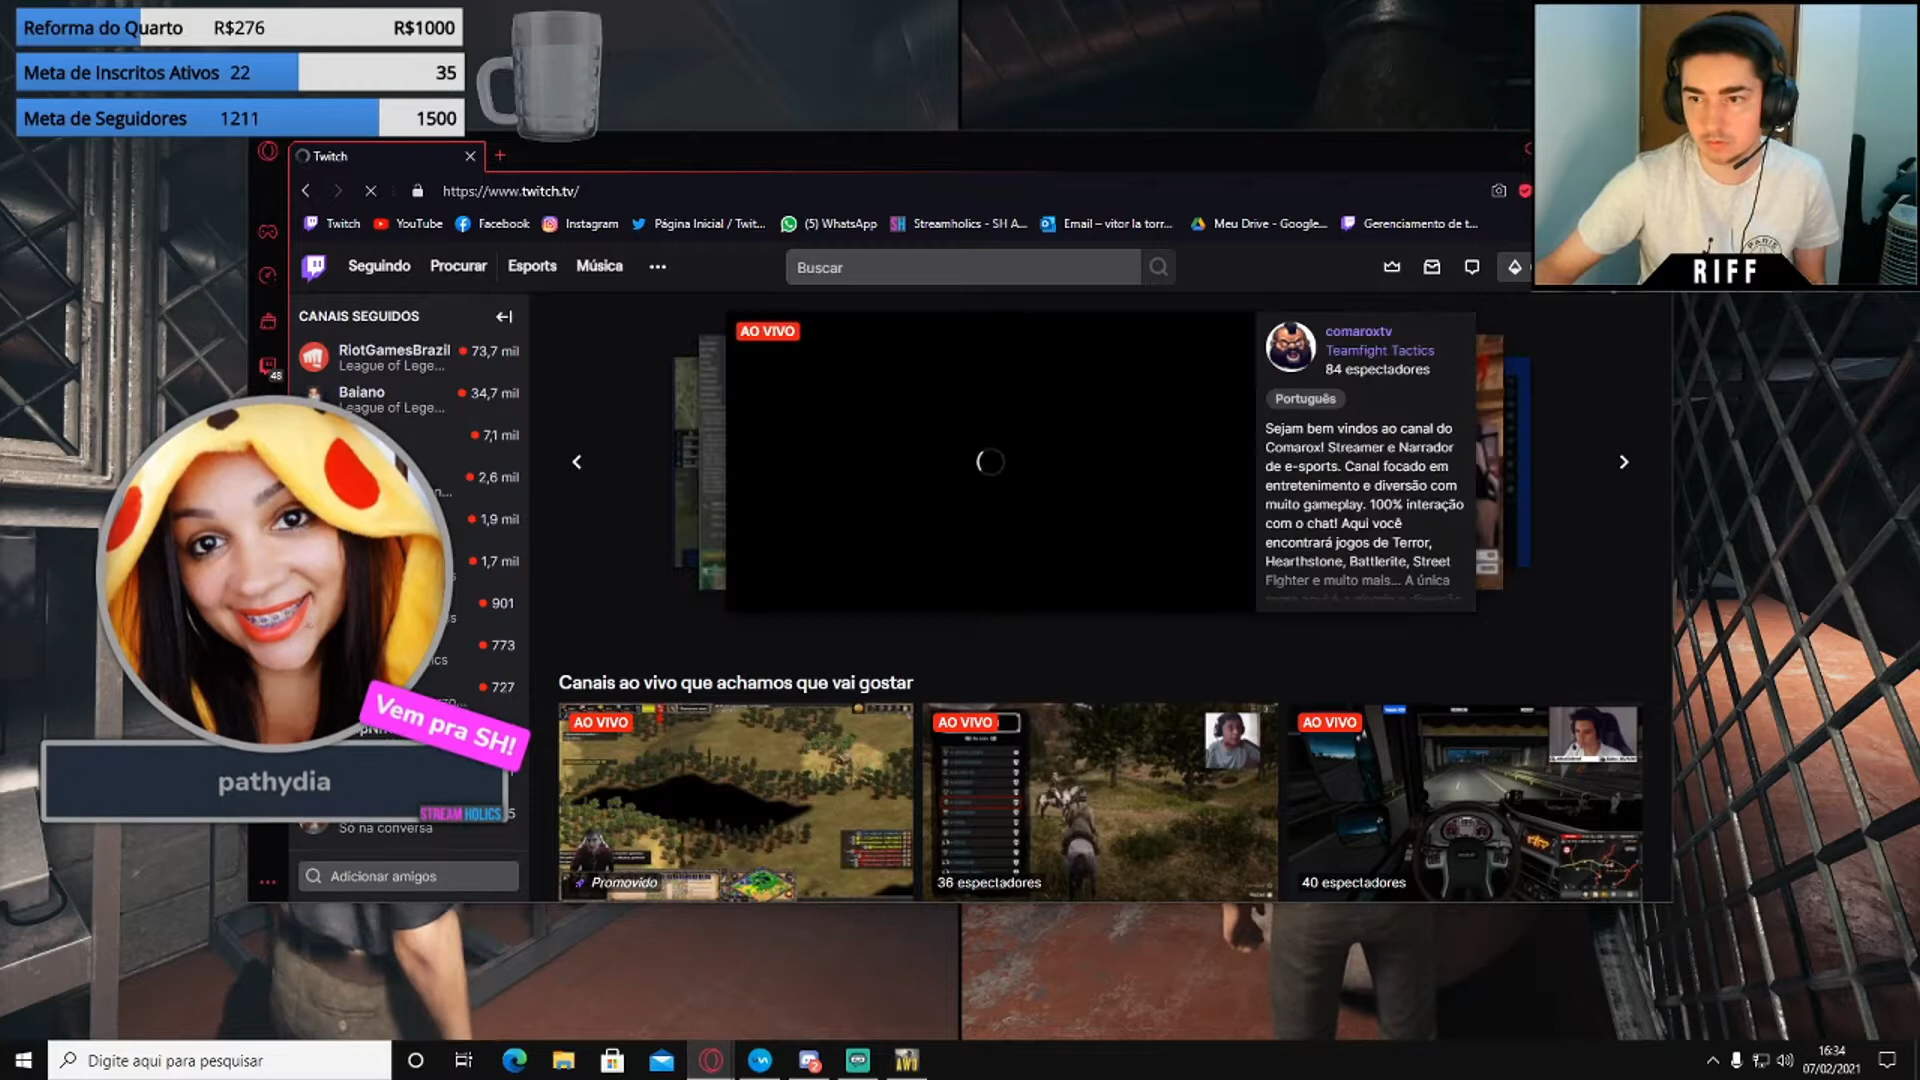 Reforma do Quarto R$276 R$1000
Meta de Inscritos Ativos 22 35
Meta de Seguidores 1211 1500
RIFF
Twitch
https://www.twitch.tv/
Twitch YouTube Facebook Instagram Página Inicial / Twit... (5) WhatsApp Streamholics - SH A... Email – vitor la torr... Meu Drive - Google... Gerenciamento de t...
Seguindo Procurar Esports Música ••• Buscar
CANAIS SEGUIDOS
RiotGamesBrazil 73,7 mil
League of Lege...
Baiano 34,7 mil
League of Lege...
7,1 mil
2,6 mil
1,9 mil
1,7 mil
901
773
727
48
AO VIVO
comaroxtv
Teamfight Tactics
84 espectadores
Português
Sejam bem vindos ao canal do
Comarox! Streamer e Narrador
de e-sports. Canal focado em
entretenimento e diversão com
muito gameplay. 100% interação
com o chat! Aqui você
encontrará jogos de Terror,
Hearthstone, Battlerite, Street
Fighter e muito mais... A única
Vem pra SH!
pathydia
STREAM HOLICS
Só na conversa
Adicionar amigos
Canais ao vivo que achamos que vai gostar
AO VIVO
Promovido
AO VIVO
36 espectadores
AO VIVO
40 espectadores
Digite aqui para pesquisar
16:34
07/02/2021